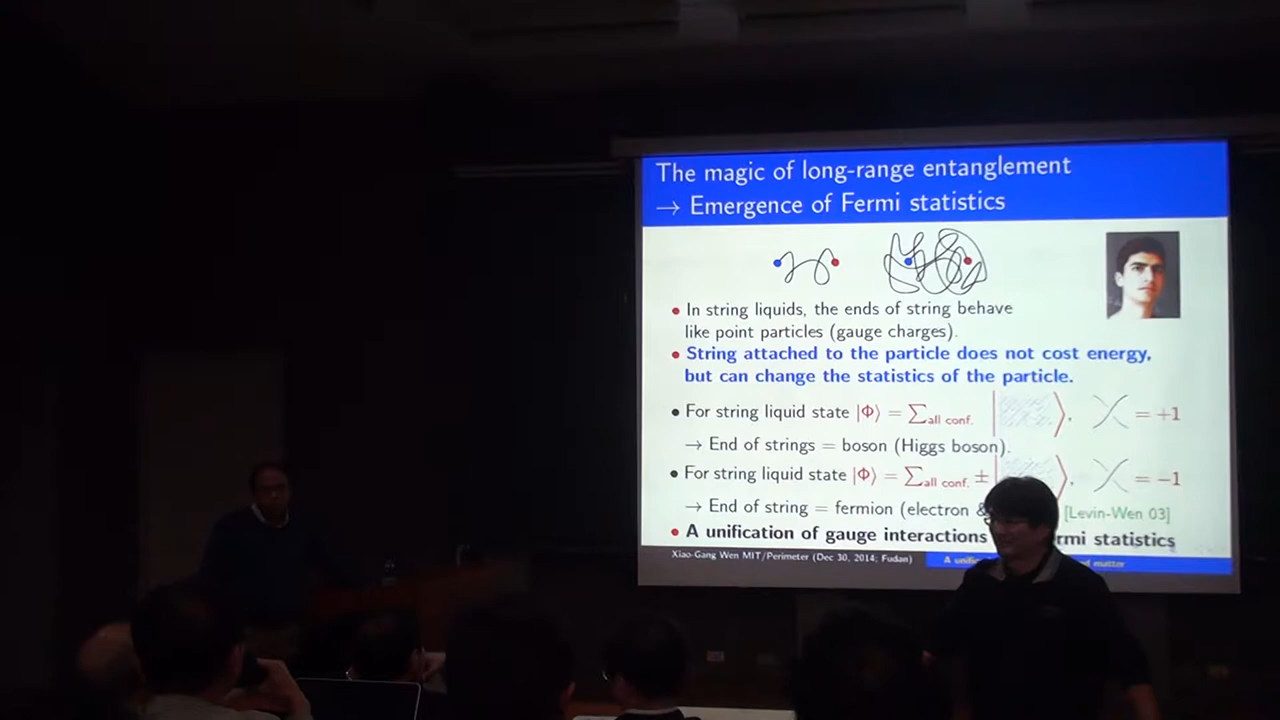 The magic of long-range entanglement
→ Emergence of Fermi statistics
• In string liquids, the ends of string behave
like point particles (gauge charges).
• String attached to the particle does not cost energy,
but can change the statistics of the particle.
• For string liquid state |Φ⟩ = ∑all conf. | ⟩, = +1
→ End of strings = boson (Higgs boson).
• For string liquid state |Φ⟩ = ∑all conf. ± | ⟩, = −1
→ End of string = fermion (electron [Levin-Wen 03]
• A unification of gauge interactions statistics
Xiao-Gang Wen MIT/Perimeter (Dec 30, 2014; Fudan) A matter